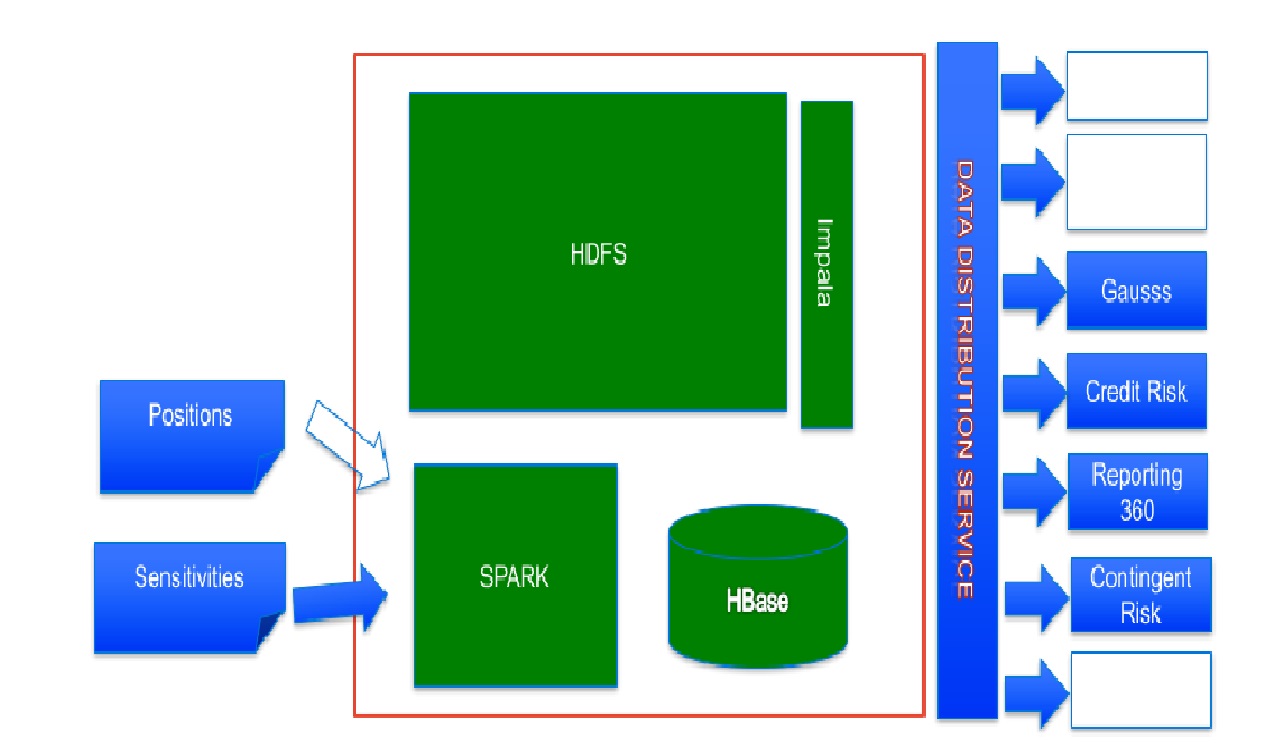 HDFS
Impala
Positions
Sensitivities
SPARK
HBase
DATA DISTRIBUTION SERVICE
Gausss
Credit Risk
Reporting
360
Contingent
Risk